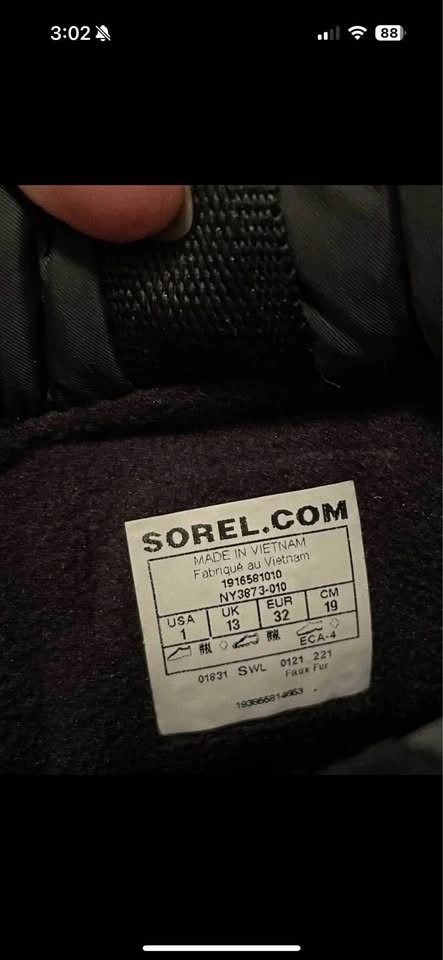 3:02
88
SOREL.COM
MADE IN VIETNAM
Fabriqué au Vietnam
1916581010
NY3873-010
USA UK EUR CM
1 13 32 19
ECA-4
01831 SWL 0121 221
Faux Fur